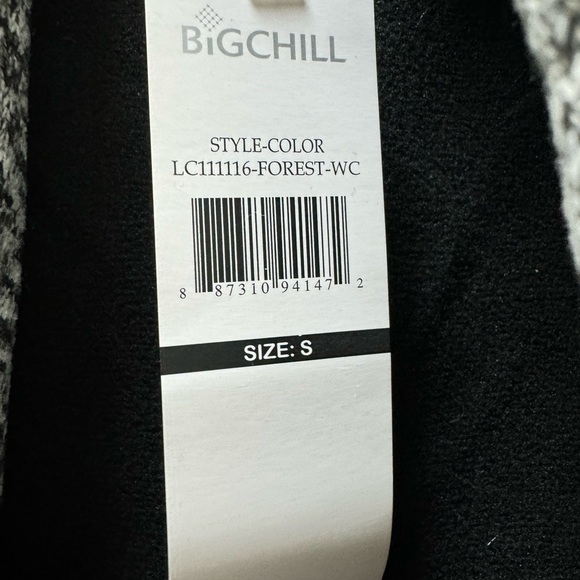 BiGCHILL
STYLE-COLOR
LC111116-FOREST-WC
8 87310 94147 2
SIZE: S